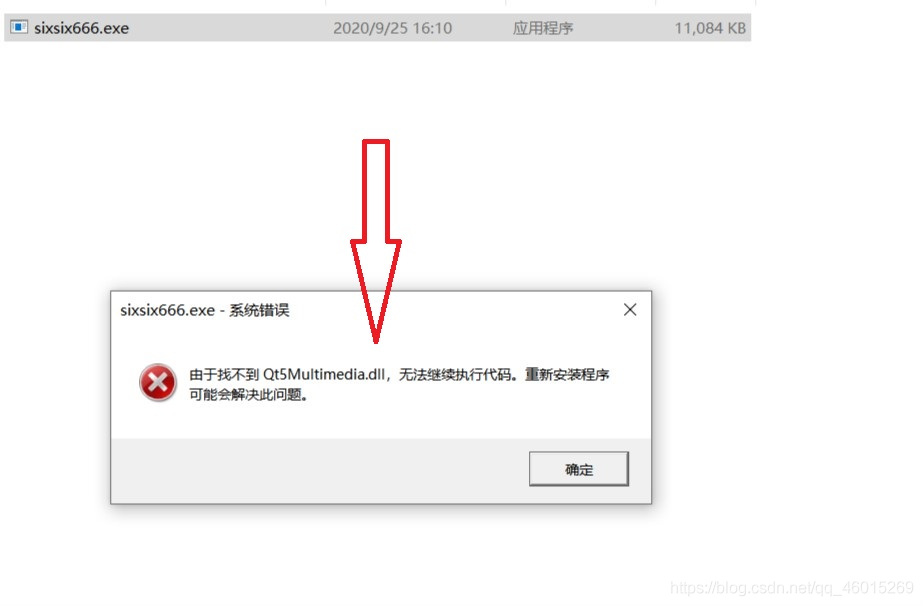 sixsix666.exe 2020/9/25 16:10 应用程序 11,084 KB
sixsix666.exe - 系统错误
由于找不到 Qt5Multimedia.dll，无法继续执行代码。重新安装程序
可能会解决此问题。
确定
https://blog.csdn.net/qq_46015269